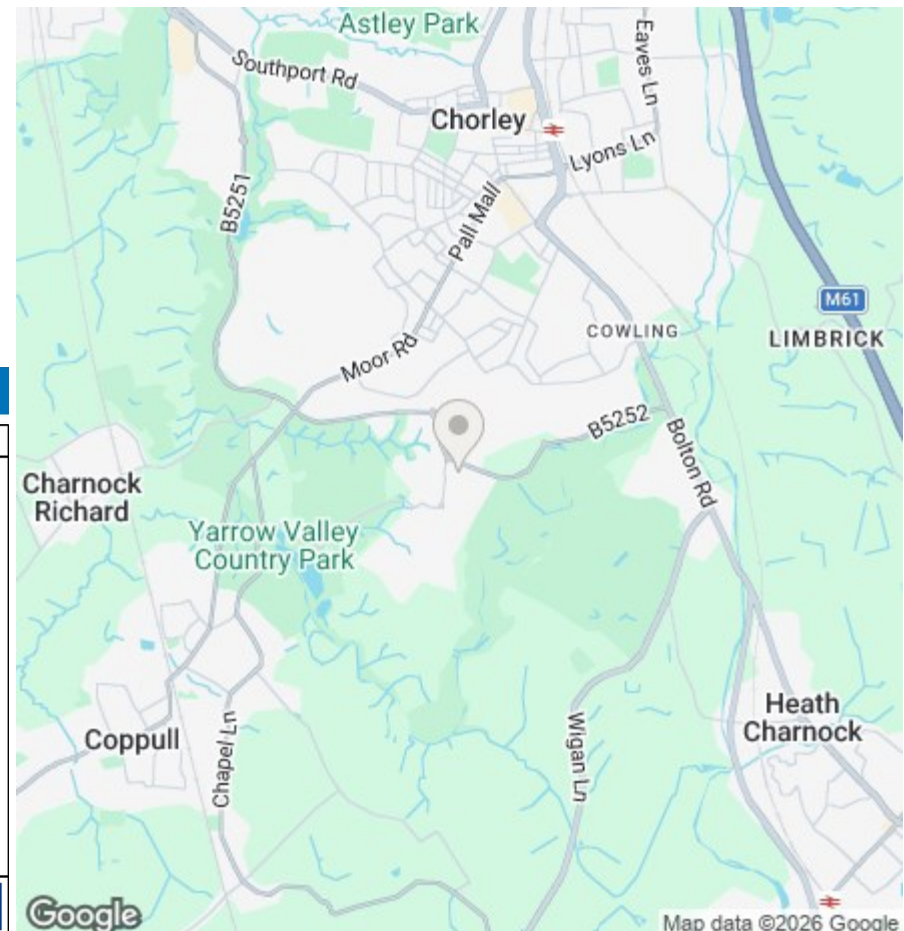 Astley Park
Southport Rd
Eaves Ln
Chorley
Lyons Ln
B5251
Pall Mall
M61
COWLING
LIMBRICK
Moor Rd
B5252
Bolton Rd
Charnock
Richard
Yarrow Valley
Country Park
Heath
Charnock
Coppull
Chapel Ln
Wigan Ln
Google
Map data ©2026 Google